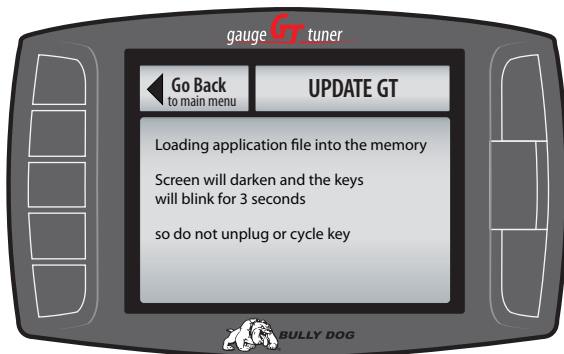 gauge GT tuner
Go Back
to main menu
UPDATE GT
Loading application file into the memory
Screen will darken and the keys
will blink for 3 seconds
so do not unplug or cycle key
BULLY DOG